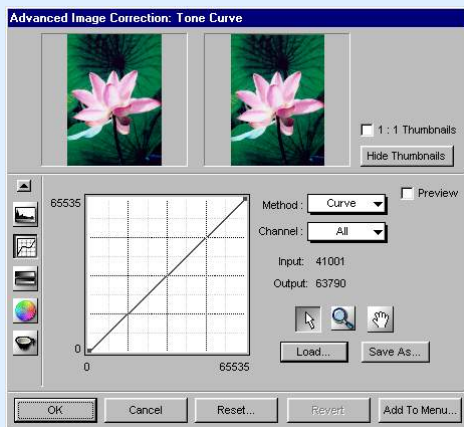 Advanced Image Correction: Tone Curve
1 : 1 Thumbnails
Hide Thumbnails
65535
Method : Curve
Preview
Channel : All
Input: 41001
Output: 63790
0
0 65535
Load... Save As...
OK Cancel Reset... Revert Add To Menu...